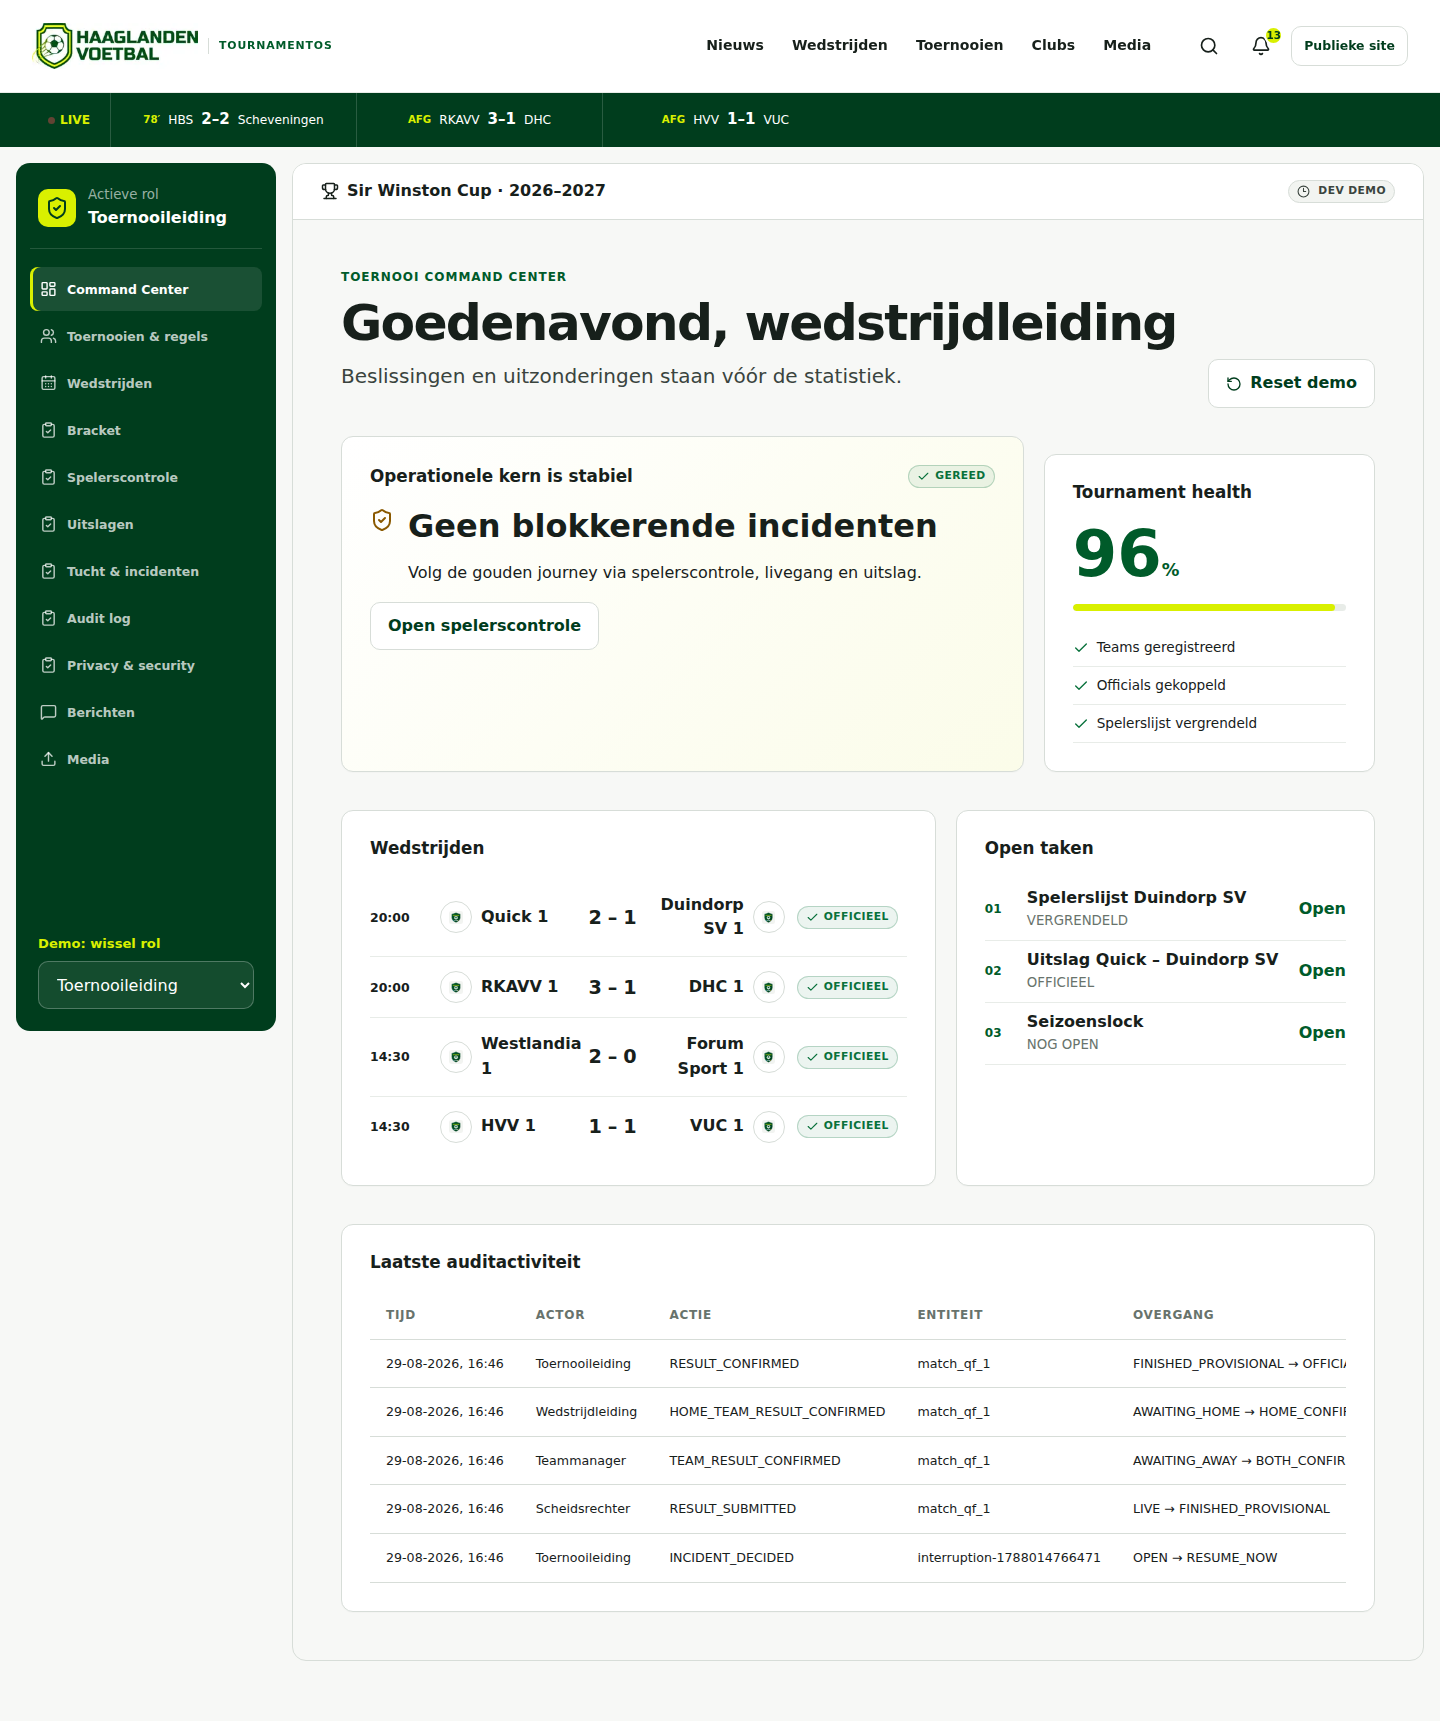 HAAGLANDEN VOETBAL
TOURNAMENTOS
Nieuws Wedstrijden Toernooien Clubs Media 13 Publieke site
LIVE 78' HBS 2–2 Scheveningen AFG RKAVV 3–1 DHC AFG HVV 1–1 VUC
Actieve rol
Toernooileiding
Command Center
Toernooien & regels
Wedstrijden
Bracket
Spelerscontrole
Uitslagen
Tucht & incidenten
Audit log
Privacy & security
Berichten
Media
Demo: wissel rol
Toernooileiding
Sir Winston Cup · 2026–2027 DEV DEMO
TOERNOOI COMMAND CENTER
Goedenavond, wedstrijdleiding
Beslissingen en uitzonderingen staan vóór de statistiek.
Reset demo
Operationele kern is stabiel GEREED
Geen blokkerende incidenten
Volg de gouden journey via spelerscontrole, livegang en uitslag.
Open spelerscontrole
Tournament health
96%
Teams geregistreerd
Officials gekoppeld
Spelerslijst vergrendeld
Wedstrijden
20:00 Quick 1 2 – 1 Duindorp SV 1 OFFICIEEL
20:00 RKAVV 1 3 – 1 DHC 1 OFFICIEEL
14:30 Westlandia 1 2 – 0 Forum Sport 1 OFFICIEEL
14:30 HVV 1 1 – 1 VUC 1 OFFICIEEL
Open taken
01 Spelerslijst Duindorp SV Open
VERGRENDELD
02 Uitslag Quick – Duindorp SV Open
OFFICIEEL
03 Seizoenslock Open
NOG OPEN
Laatste auditactiviteit
TIJD ACTOR ACTIE ENTITEIT OVERGANG
29-08-2026, 16:46 Toernooileiding RESULT_CONFIRMED match_qf_1 FINISHED_PROVISIONAL → OFFICIA
29-08-2026, 16:46 Wedstrijdleiding HOME_TEAM_RESULT_CONFIRMED match_qf_1 AWAITING_HOME → HOME_CONFIR
29-08-2026, 16:46 Teammanager TEAM_RESULT_CONFIRMED match_qf_1 AWAITING_AWAY → BOTH_CONFIR
29-08-2026, 16:46 Scheidsrechter RESULT_SUBMITTED match_qf_1 LIVE → FINISHED_PROVISIONAL
29-08-2026, 16:46 Toernooileiding INCIDENT_DECIDED interruption-1788014766471 OPEN → RESUME_NOW